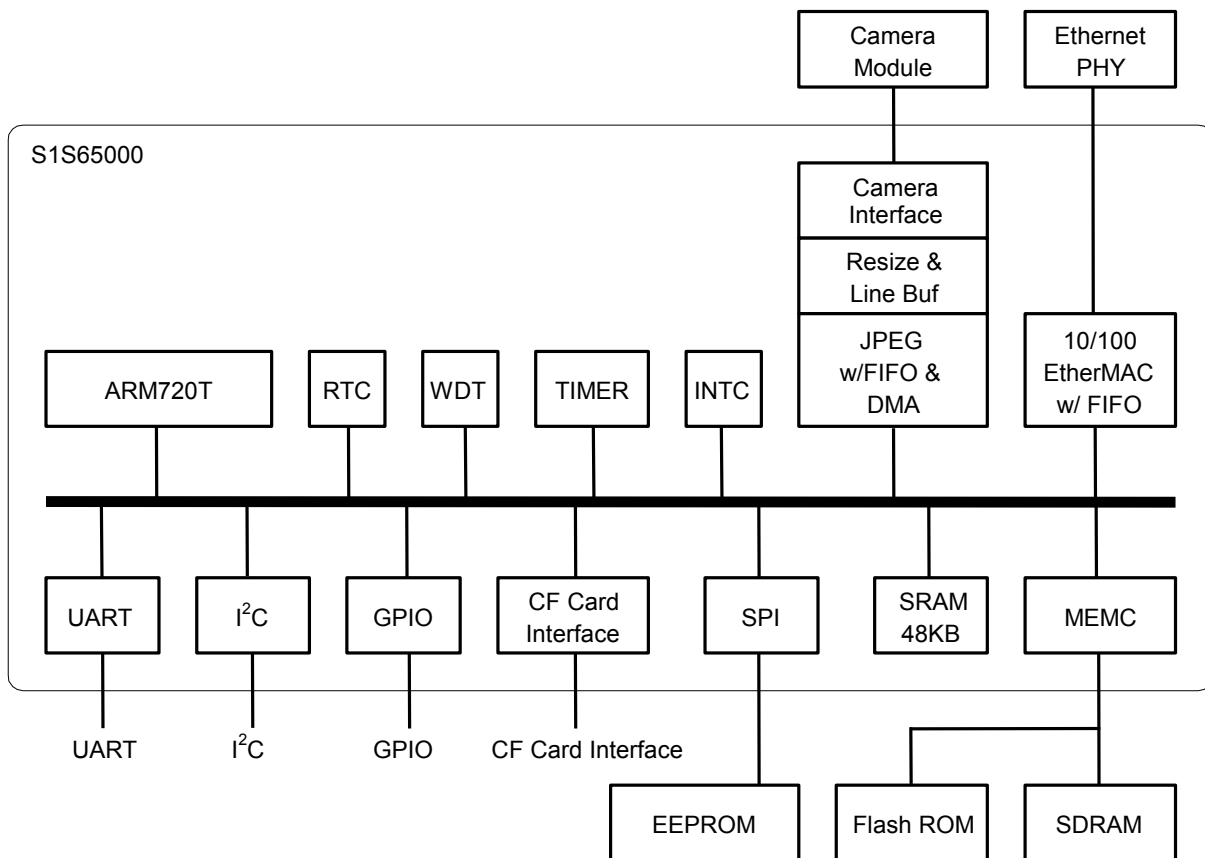 Camera
Module
Ethernet
PHY
S1S65000
Camera
Interface
Resize &
Line Buf
JPEG
w/FIFO &
DMA
10/100
EtherMAC
w/ FIFO
ARM720T
RTC
WDT
TIMER
INTC
UART
I²C
GPIO
CF Card
Interface
SPI
SRAM
48KB
MEMC
UART
I²C
GPIO
CF Card Interface
EEPROM
Flash ROM
SDRAM